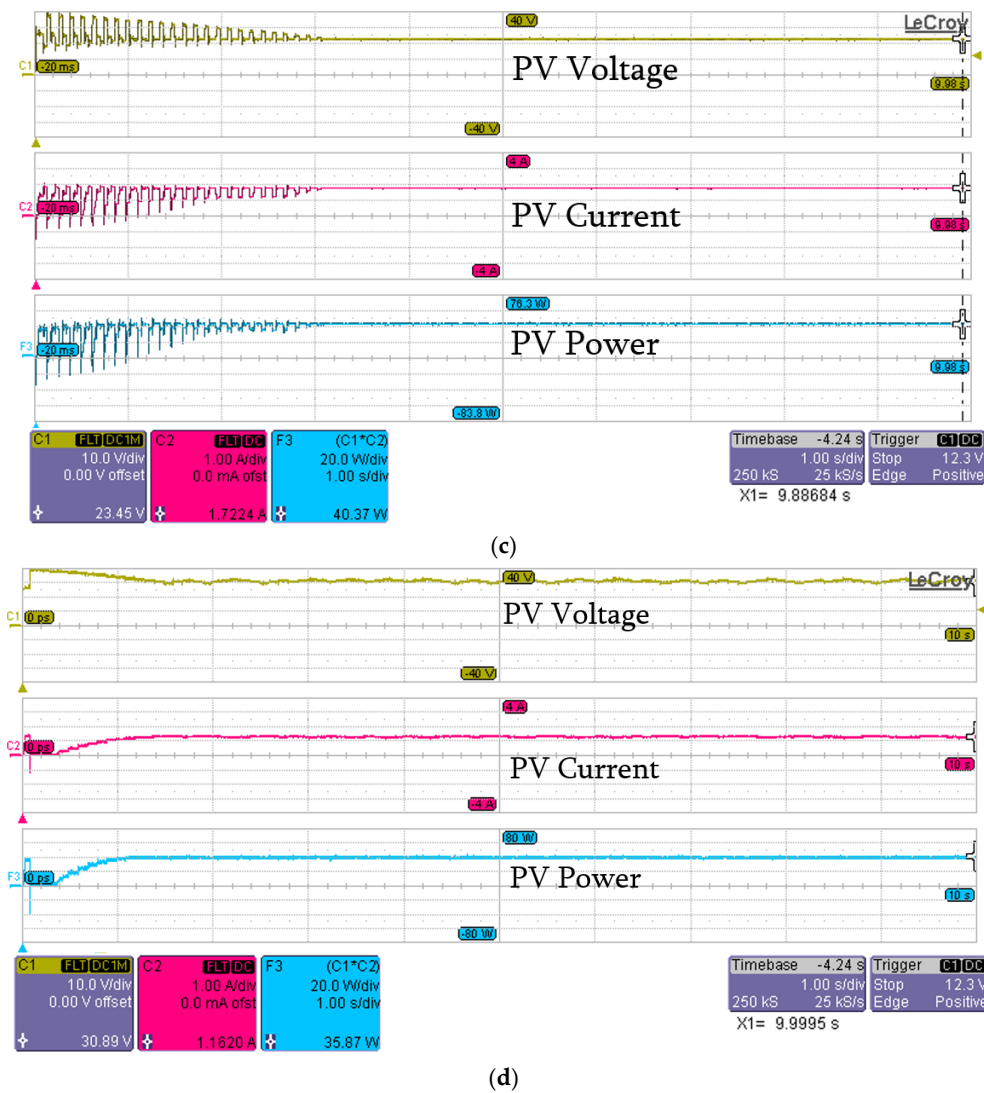 40 V
LeCroy
C1
-20 ms
PV Voltage
9.98 s
-40 V
4 A
C2
-20 ms
PV Current
9.98 s
-4 A
76.3 W
F3
-20 ms
PV Power
9.98 s
-83.8 W
C1 FLT DC1M
10.0 V/div
0.00 V offset
23.45 V
C2 FLT DC
1.00 A/div
0.0 mA ofst
1.7224 A
F3 (C1*C2)
20.0 W/div
1.00 s/div
40.37 W
Timebase -4.24 s
1.00 s/div
250 kS 25 kS/s
Trigger C1 DC
Stop 12.3 V
Edge Positive
X1= 9.88684 s
(c)
40 V
LeCroy
C1
0 ps
PV Voltage
10 s
-40 V
4 A
C2
0 ps
PV Current
10 s
-4 A
80 W
F3
0 ps
PV Power
10 s
-80 W
C1 FLT DC1M
10.0 V/div
0.00 V offset
30.89 V
C2 FLT DC
1.00 A/div
0.0 mA ofst
1.1620 A
F3 (C1*C2)
20.0 W/div
1.00 s/div
35.87 W
Timebase -4.24 s
1.00 s/div
250 kS 25 kS/s
Trigger C1 DC
Stop 12.3 V
Edge Positive
X1= 9.9995 s
(d)